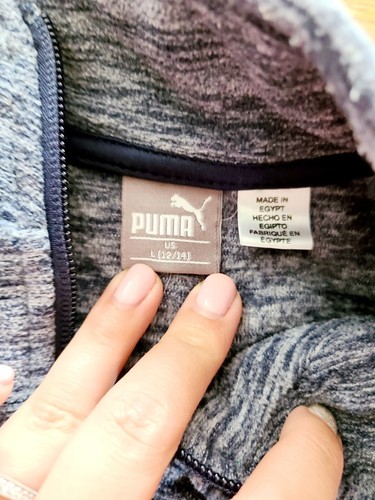 PUMA
US
L (12/14)
MADE IN
EGYPT
HECHO EN
EGIPTO
FABRIQUÉ EN
ÉGYPTE